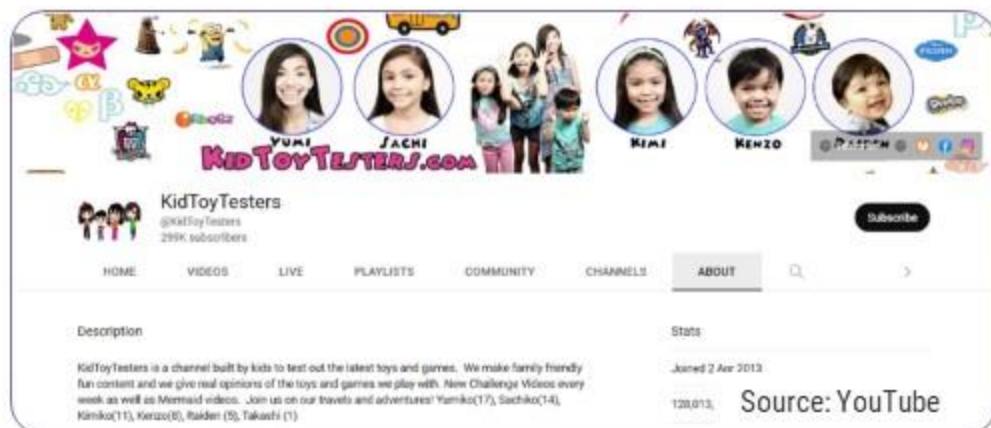 YUMI
SACHI
KIMI
KENZO
RAIDEN
KIDTOYTESTERS.COM
FROZEN
KidToyTesters
@KidToyTesters
299K subscribers
Subscribe
HOME VIDEOS LIVE PLAYLISTS COMMUNITY CHANNELS ABOUT
Description
Stats
KidToyTesters is a channel built by kids to test out the latest toys and games. We make family friendly
fun content and we give real opinions of the toys and games we play with. New Challenge Videos every
week as well as Mermaid videos. Join us on our travels and adventures! Yumiko(17), Sachiko(14),
Kimiko(11), Kenzo(8), Raiden (5), Takashi (1)
Joined 2 Apr 2013
128,013,
Source: YouTube